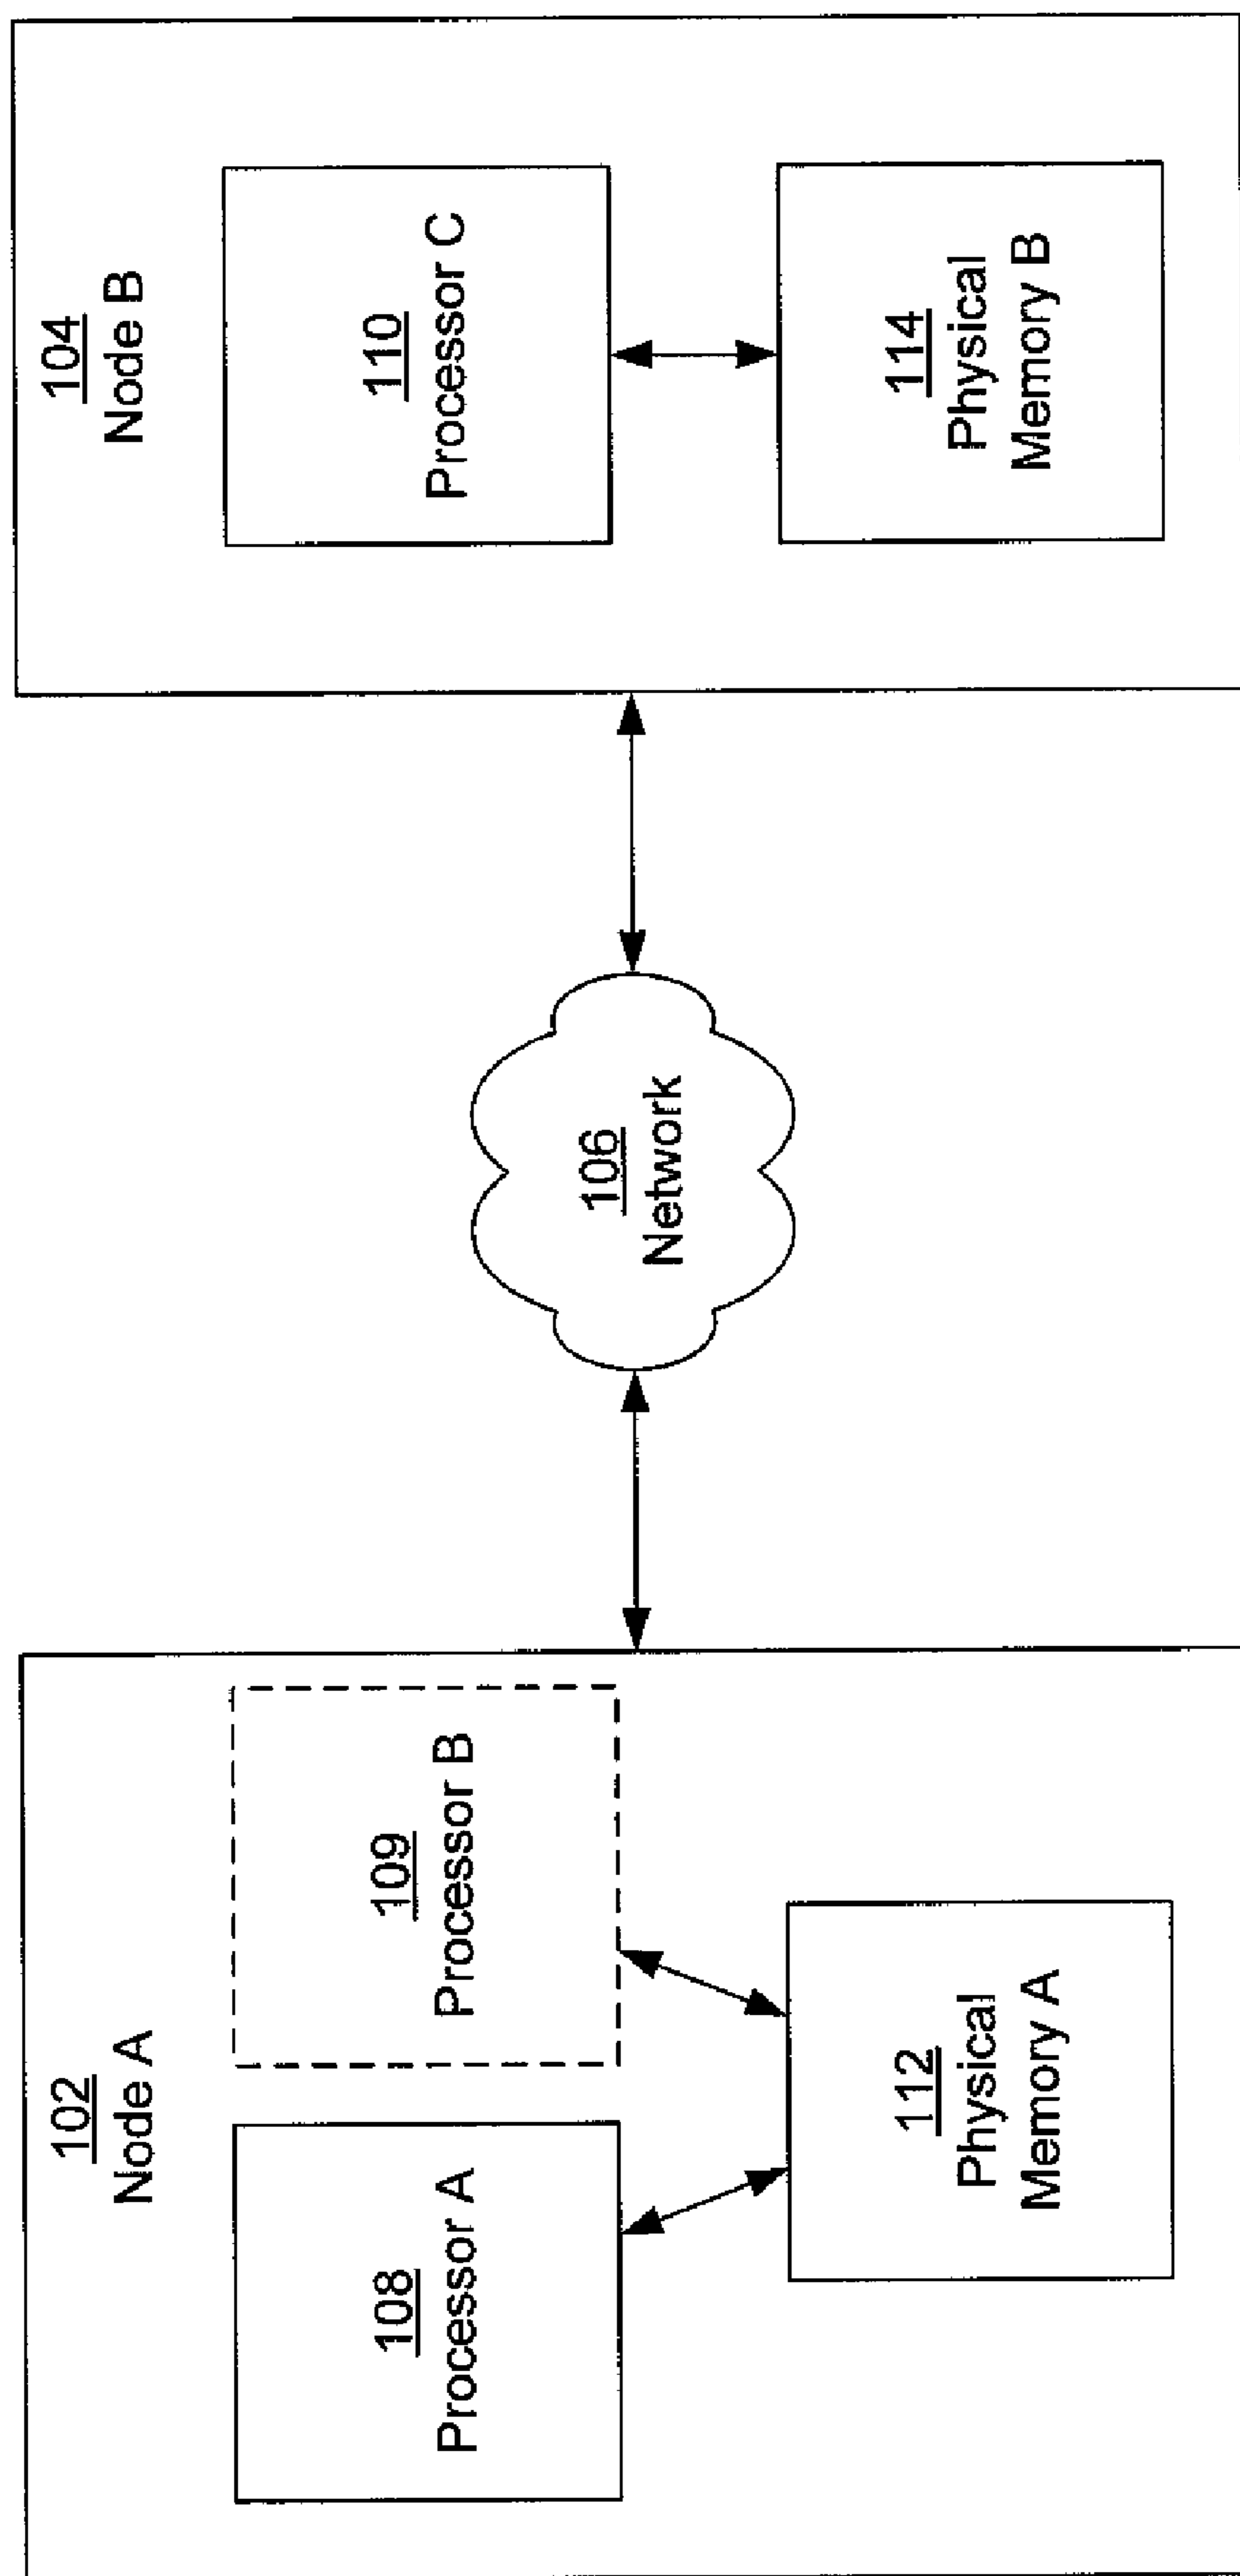 102
Node A
108
Processor A
109
Processor B
112
Physical
Memory A
106
Network
104
Node B
110
Processor C
114
Physical
Memory B